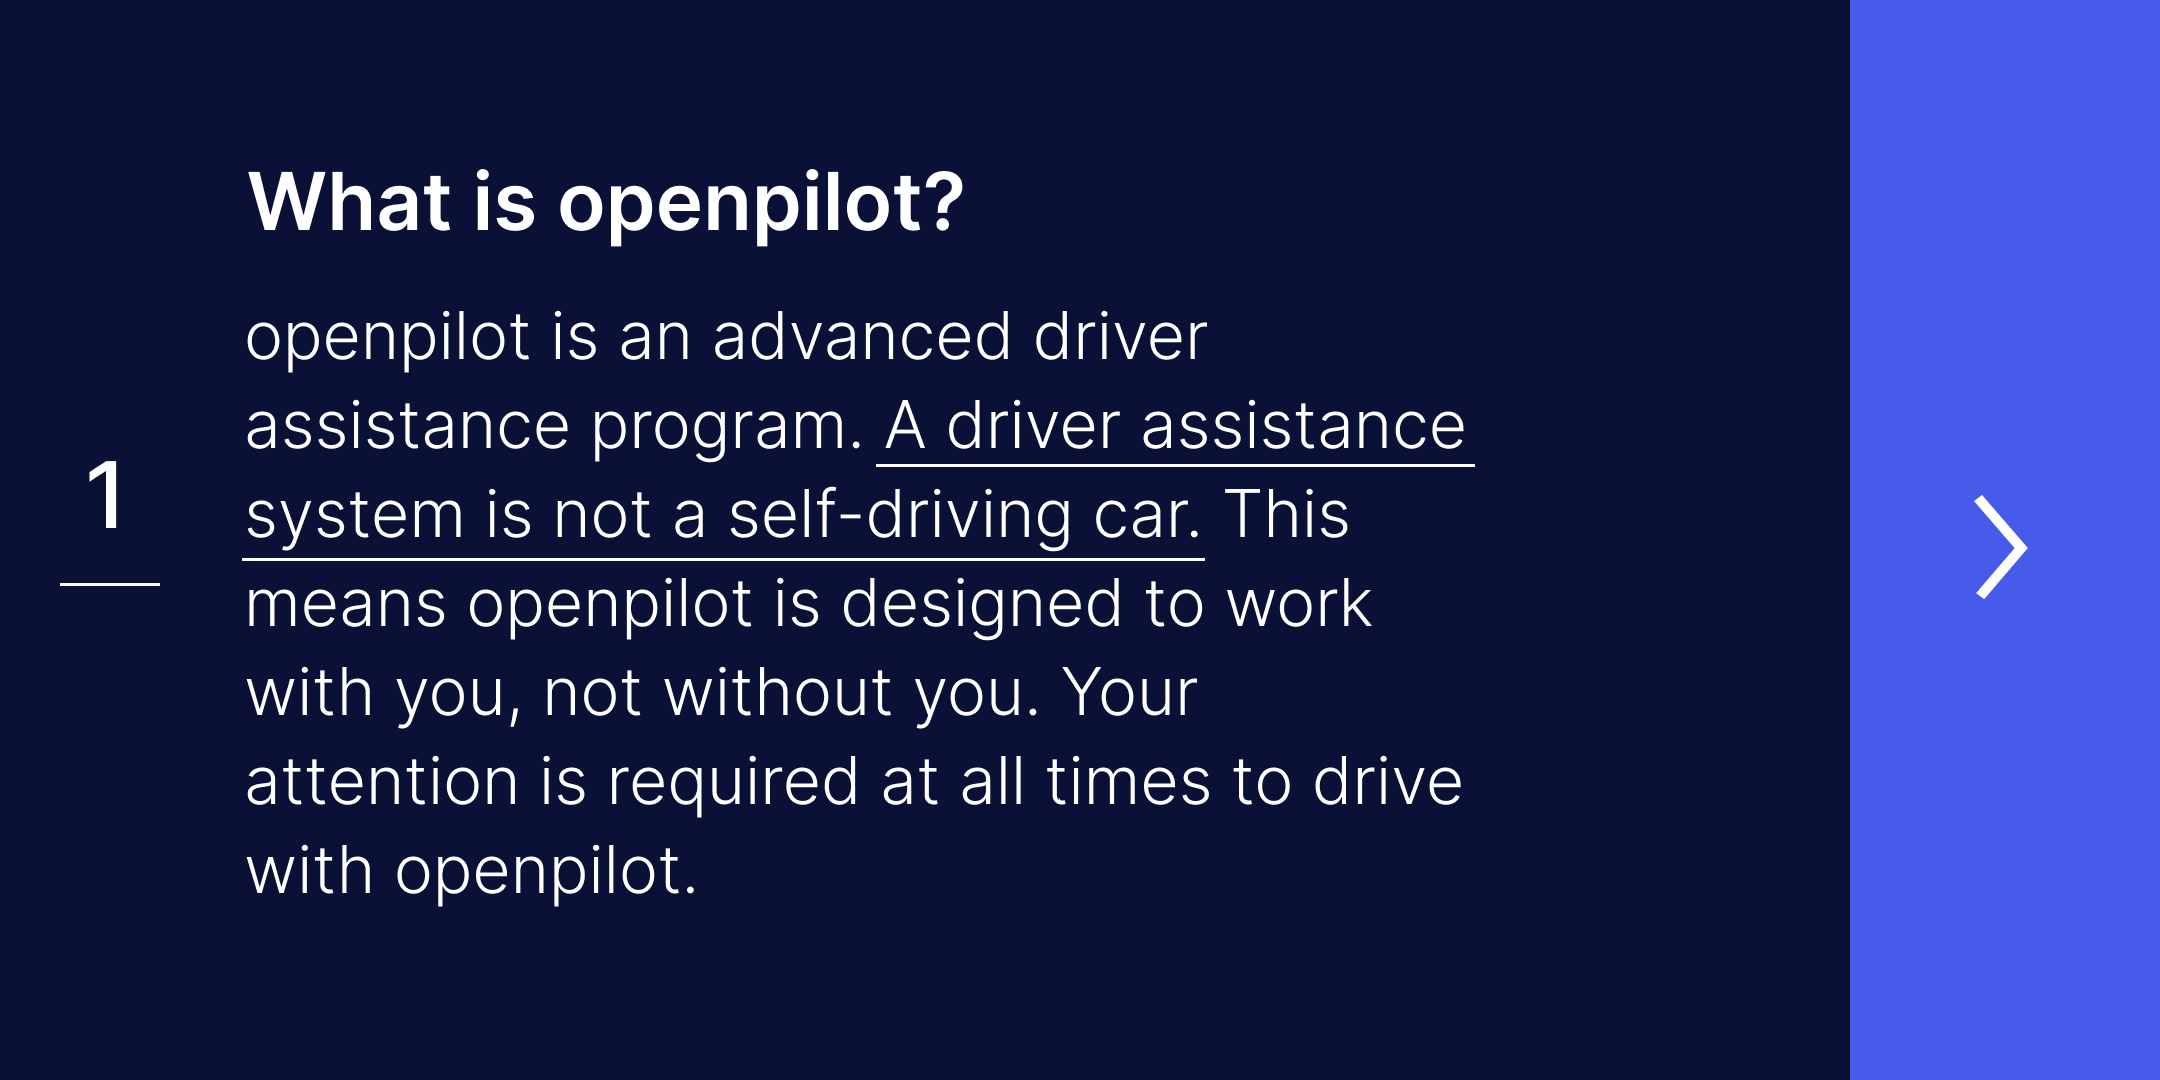 What is openpilot?
openpilot is an advanced driver
assistance program. A driver assistance
system is not a self-driving car. This
means openpilot is designed to work
with you, not without you. Your
attention is required at all times to drive
with openpilot.
1